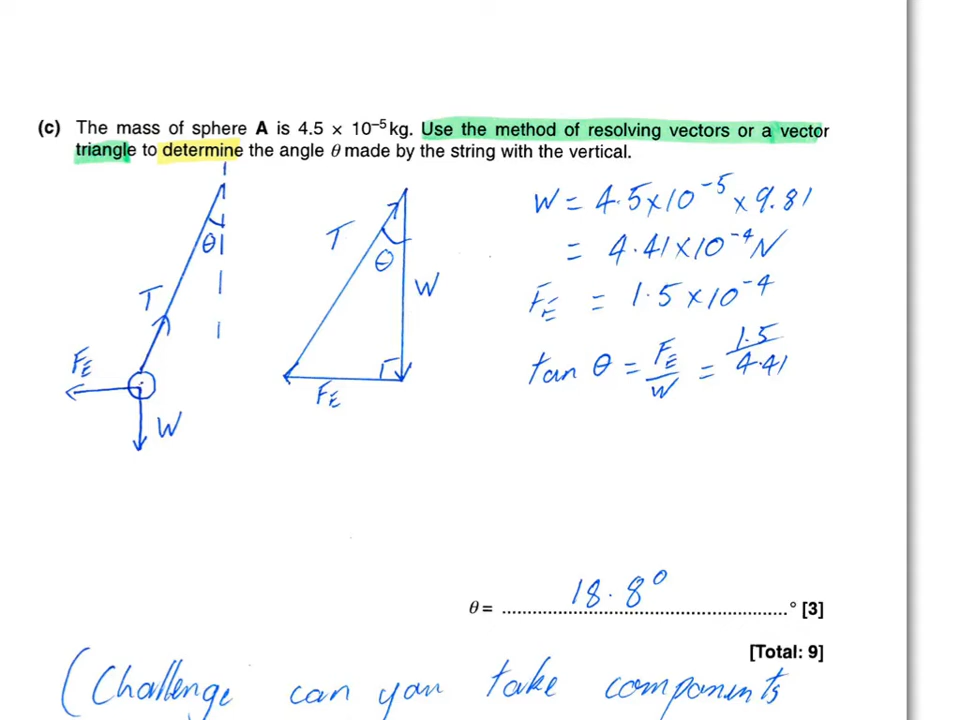 (c) The mass of sphere A is 4.5 × 10⁻⁵ kg. Use the method of resolving vectors or a vector
triangle to determine the angle θ made by the string with the vertical.
W = 4.5×10⁻⁵ × 9.81
= 4.41×10⁻⁴ N
F_E = 1.5×10⁻⁴
tan θ = F_E/W = 1.5/4.41
θ
T
F_E
W
T
θ
W
F_E
18.8°
θ = ..................................................° [3]
[Total: 9]
(Challenge can you take components